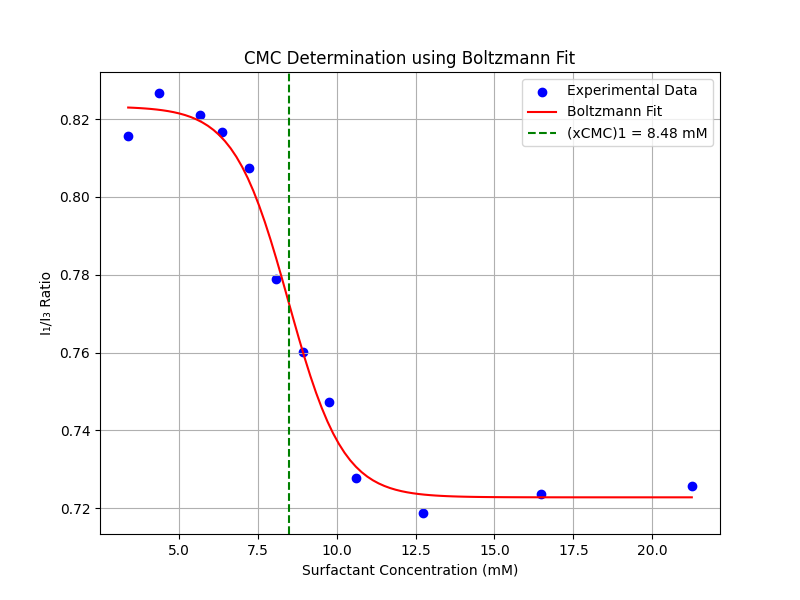 CMC Determination using Boltzmann Fit
Experimental Data
Boltzmann Fit
(xCMC)1 = 8.48 mM
I₁/I₃ Ratio
0.82
0.80
0.78
0.76
0.74
0.72
5.0 7.5 10.0 12.5 15.0 17.5 20.0
Surfactant Concentration (mM)